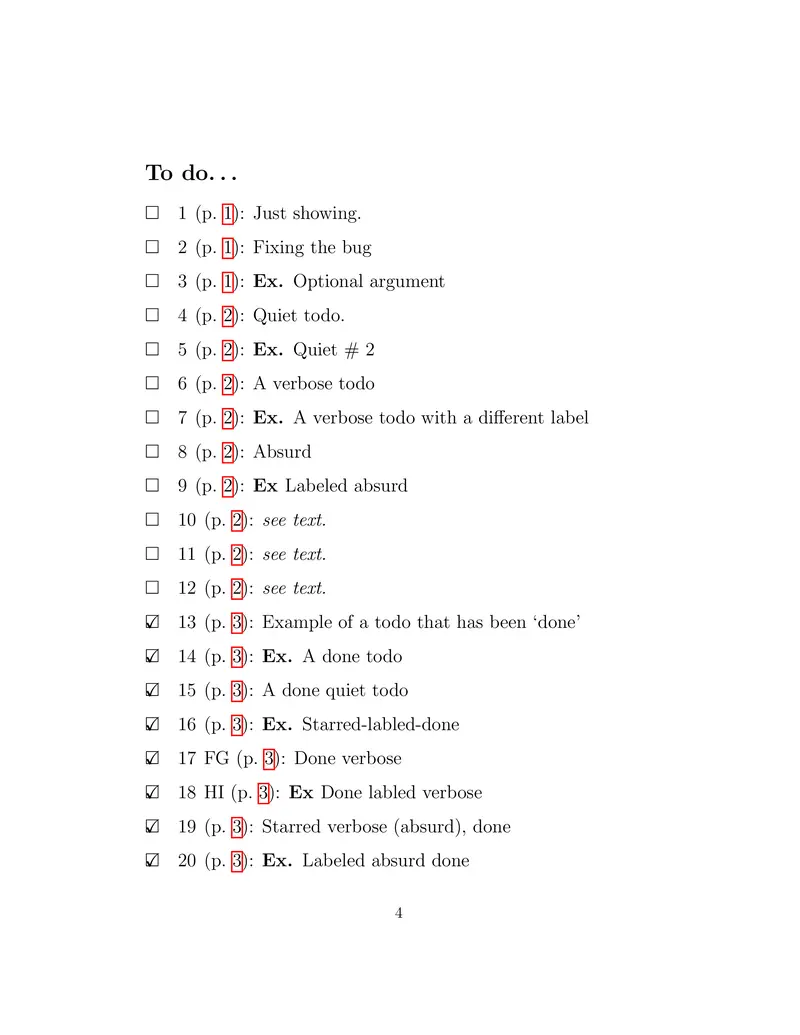 To do. . .
☐ 1 (p. 1): Just showing.
☐ 2 (p. 1): Fixing the bug
☐ 3 (p. 1): Ex. Optional argument
☐ 4 (p. 2): Quiet todo.
☐ 5 (p. 2): Ex. Quiet # 2
☐ 6 (p. 2): A verbose todo
☐ 7 (p. 2): Ex. A verbose todo with a different label
☐ 8 (p. 2): Absurd
☐ 9 (p. 2): Ex Labeled absurd
☐ 10 (p. 2): see text.
☐ 11 (p. 2): see text.
☐ 12 (p. 2): see text.
☑ 13 (p. 3): Example of a todo that has been ‘done’
☑ 14 (p. 3): Ex. A done todo
☑ 15 (p. 3): A done quiet todo
☑ 16 (p. 3): Ex. Starred-labled-done
☑ 17 FG (p. 3): Done verbose
☑ 18 HI (p. 3): Ex Done labled verbose
☑ 19 (p. 3): Starred verbose (absurd), done
☑ 20 (p. 3): Ex. Labeled absurd done
4